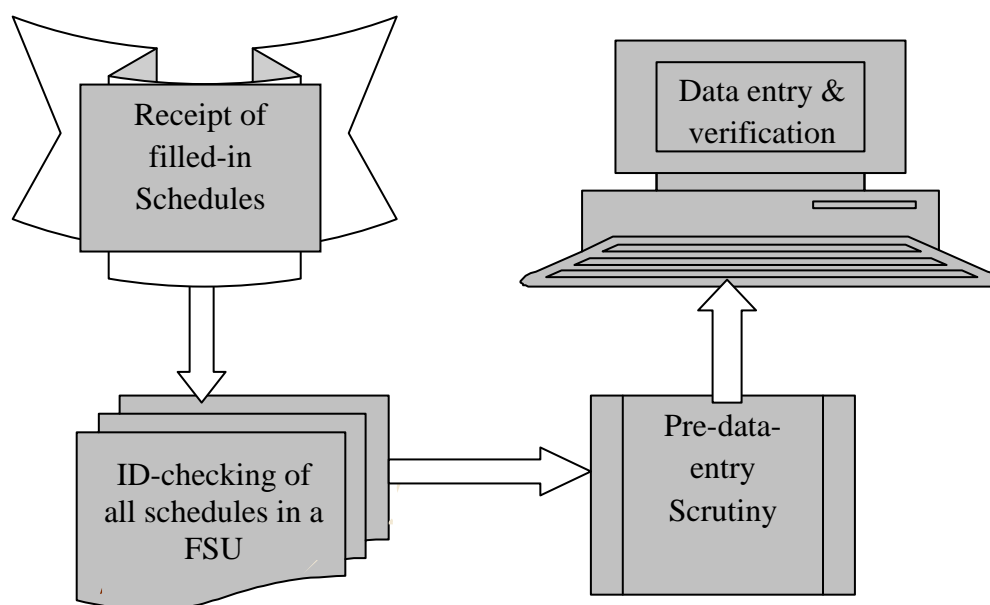 Receipt of
filled-in
Schedules
ID-checking of
all schedules in a
FSU
Pre-data-
entry
Scrutiny
Data entry &
verification